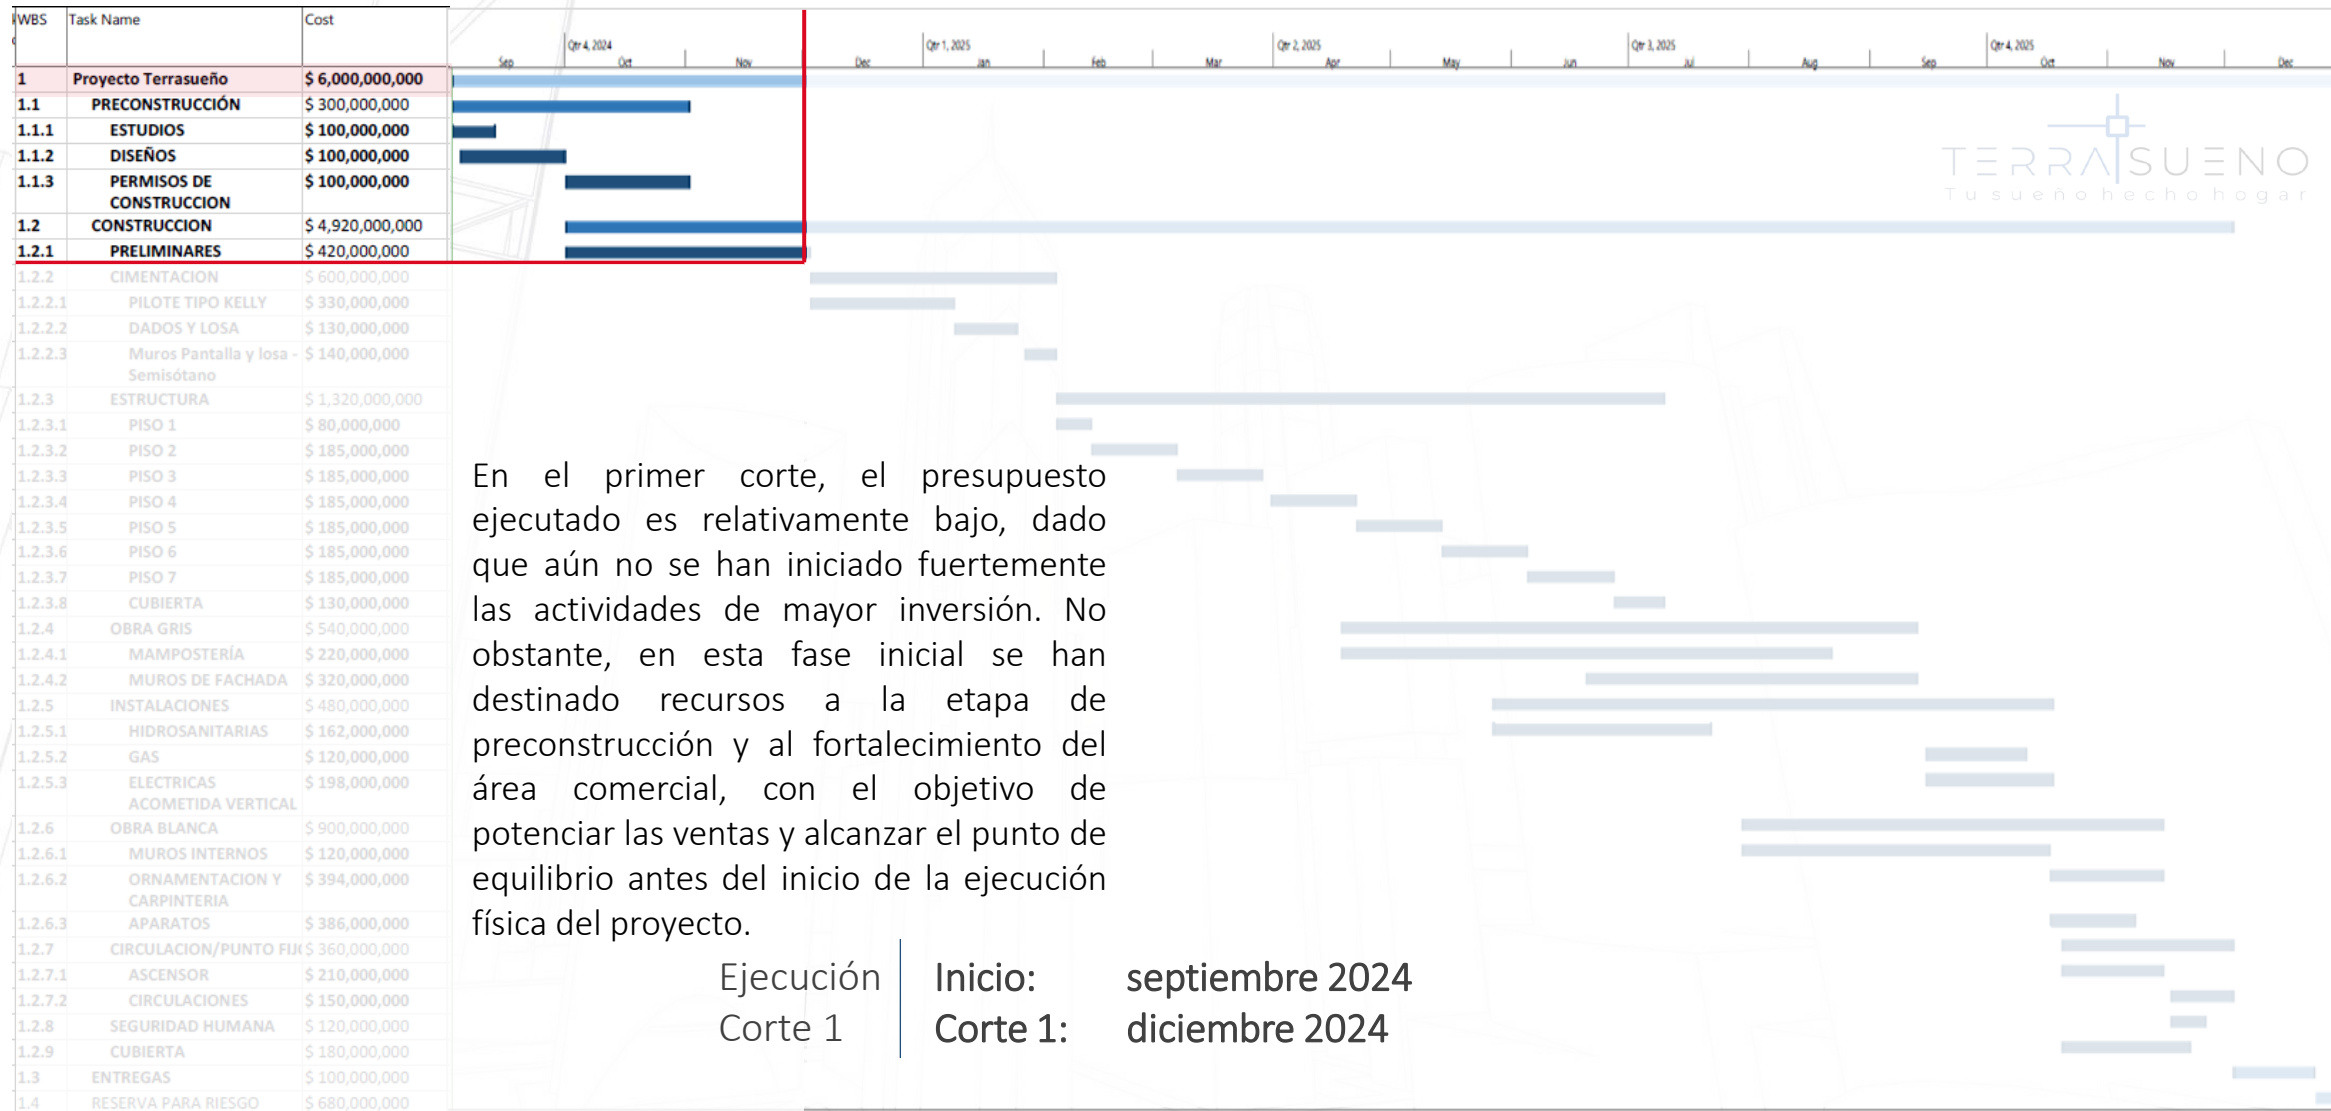 WBS Task Name Cost
Qtr 4, 2024 Qtr 1, 2025 Qtr 2, 2025 Qtr 3, 2025 Qtr 4, 2025
Sep Oct Nov Dec Jan Feb Mar Apr May Jun Jul Aug Sep Oct Nov Dec
1 Proyecto Terrasueño $ 6,000,000,000
1.1 PRECONSTRUCCIÓN $ 300,000,000
1.1.1 ESTUDIOS $ 100,000,000
1.1.2 DISEÑOS $ 100,000,000
1.1.3 PERMISOS DE $ 100,000,000
CONSTRUCCION
1.2 CONSTRUCCION $ 4,920,000,000
1.2.1 PRELIMINARES $ 420,000,000
1.2.2 CIMENTACION $ 600,000,000
1.2.2.1 PILOTE TIPO KELLY $ 330,000,000
1.2.2.2 DADOS Y LOSA $ 130,000,000
1.2.2.3 Muros Pantalla y losa - $ 140,000,000
Semisótano
1.2.3 ESTRUCTURA $ 1,320,000,000
1.2.3.1 PISO 1 $ 80,000,000
1.2.3.2 PISO 2 $ 185,000,000
1.2.3.3 PISO 3 $ 185,000,000
1.2.3.4 PISO 4 $ 185,000,000
1.2.3.5 PISO 5 $ 185,000,000
1.2.3.6 PISO 6 $ 185,000,000
1.2.3.7 PISO 7 $ 185,000,000
1.2.3.8 CUBIERTA $ 130,000,000
1.2.4 OBRA GRIS $ 540,000,000
1.2.4.1 MAMPOSTERÍA $ 220,000,000
1.2.4.2 MUROS DE FACHADA $ 320,000,000
1.2.5 INSTALACIONES $ 480,000,000
1.2.5.1 HIDROSANITARIAS $ 162,000,000
1.2.5.2 GAS $ 120,000,000
1.2.5.3 ELECTRICAS $ 198,000,000
ACOMETIDA VERTICAL
1.2.6 OBRA BLANCA $ 900,000,000
1.2.6.1 MUROS INTERNOS $ 120,000,000
1.2.6.2 ORNAMENTACION Y $ 394,000,000
CARPINTERIA
1.2.6.3 APARATOS $ 386,000,000
1.2.7 CIRCULACION/PUNTO FIJO $ 360,000,000
1.2.7.1 ASCENSOR $ 210,000,000
1.2.7.2 CIRCULACIONES $ 150,000,000
1.2.8 SEGURIDAD HUMANA $ 120,000,000
1.2.9 CUBIERTA $ 180,000,000
1.3 ENTREGAS $ 100,000,000
1.4 RESERVA PARA RIESGO $ 680,000,000
TERRASUENO
Tu sueño hecho hogar
En el primer corte, el presupuesto
ejecutado es relativamente bajo, dado
que aún no se han iniciado fuertemente
las actividades de mayor inversión. No
obstante, en esta fase inicial se han
destinado recursos a la etapa de
preconstrucción y al fortalecimiento del
área comercial, con el objetivo de
potenciar las ventas y alcanzar el punto de
equilibrio antes del inicio de la ejecución
física del proyecto.
Ejecución
Corte 1
Inicio: septiembre 2024
Corte 1: diciembre 2024